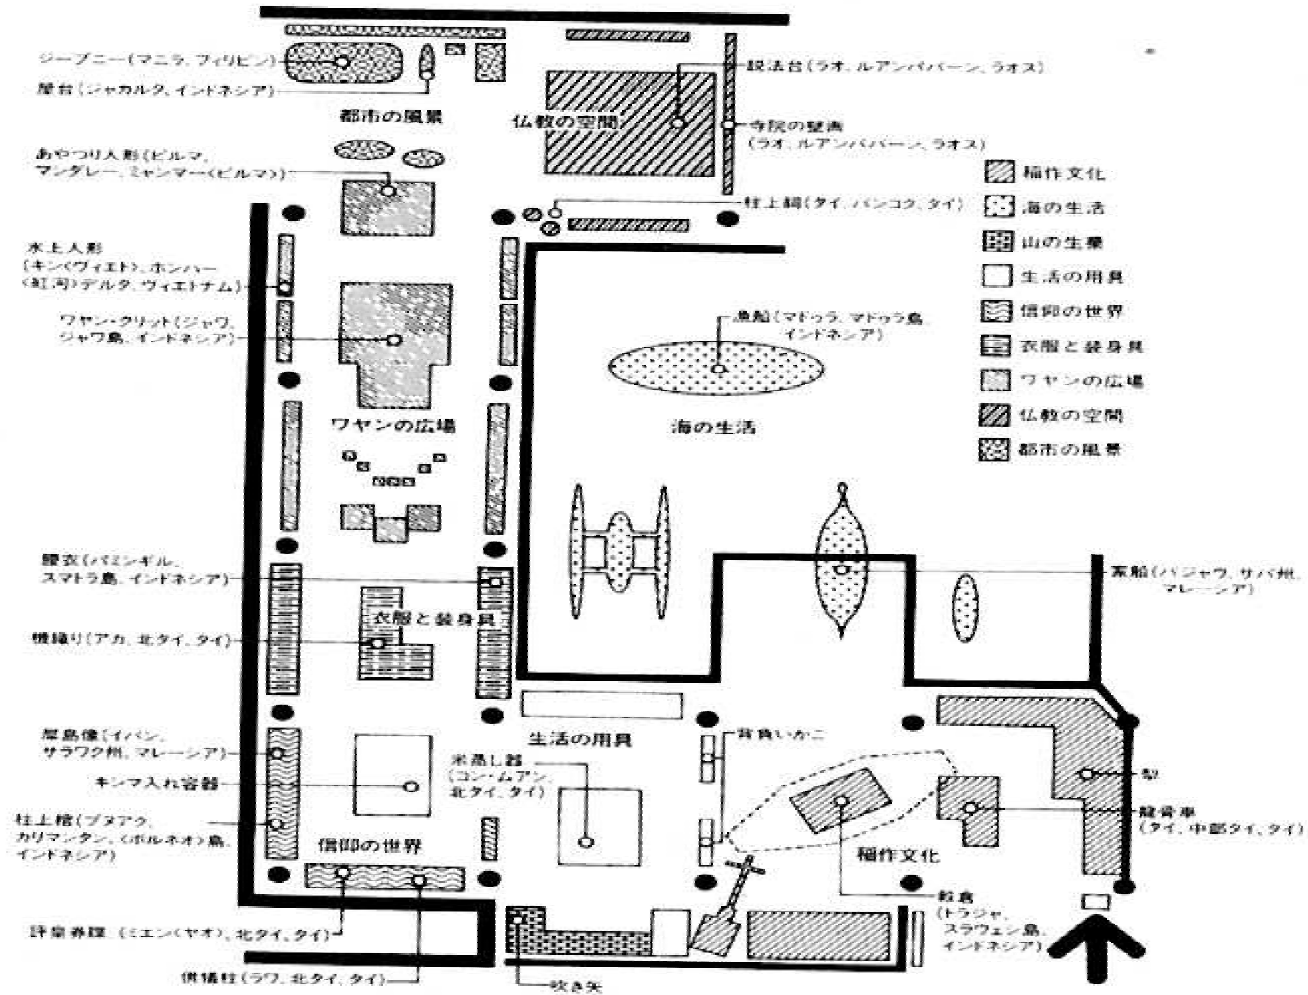 ジープニー(マニラ、フィリピン)
屋台(ジャカルタ、インドネシア)
都市の風景
あやつり人形(ビルマ、
マンダレー、ミャンマー<ビルマ>)
水上人形
(キン<ヴィエト>、ホンハー
<紅河>デルタ、ヴィエトナム)
ワヤン・クリット(ジャワ、
ジャワ島、インドネシア)
ワヤンの広場
腰衣(パミンギル、
スマトラ島、インドネシア)
衣服と装身具
機織り(アカ、北タイ、タイ)
犀鳥像(イバン、
サラワク州、マレーシア)
キンマ入れ容器
信仰の世界
カリマンタン、<ボルネオ>島、
インドネシア)
(ミエン<ヤオ>、北タイ、タイ)
(ラワ、北タイ、タイ)
仏教の空間
説法台(ラオ、ルアンパバーン、ラオス)
寺院の壁画
(ラオ、ルアンパバーン、ラオス)
柱上祠(タイ、バンコク、タイ)
漁船(マドゥラ、マドゥラ島、
インドネシア)
海の生活
家船(バジャウ、サバ州、
マレーシア)
生活の用具
米蒸し器
(コン・ムアン、
北タイ、タイ)
背負いかご
稲作文化
犂
龍骨車
(タイ、中部タイ、タイ)
穀倉
(トラジャ、
スラウェシ島、
インドネシア)
吹き矢
稲作文化
海の生活
山の生業
生活の用具
信仰の世界
衣服と装身具
ワヤンの広場
仏教の空間
都市の風景